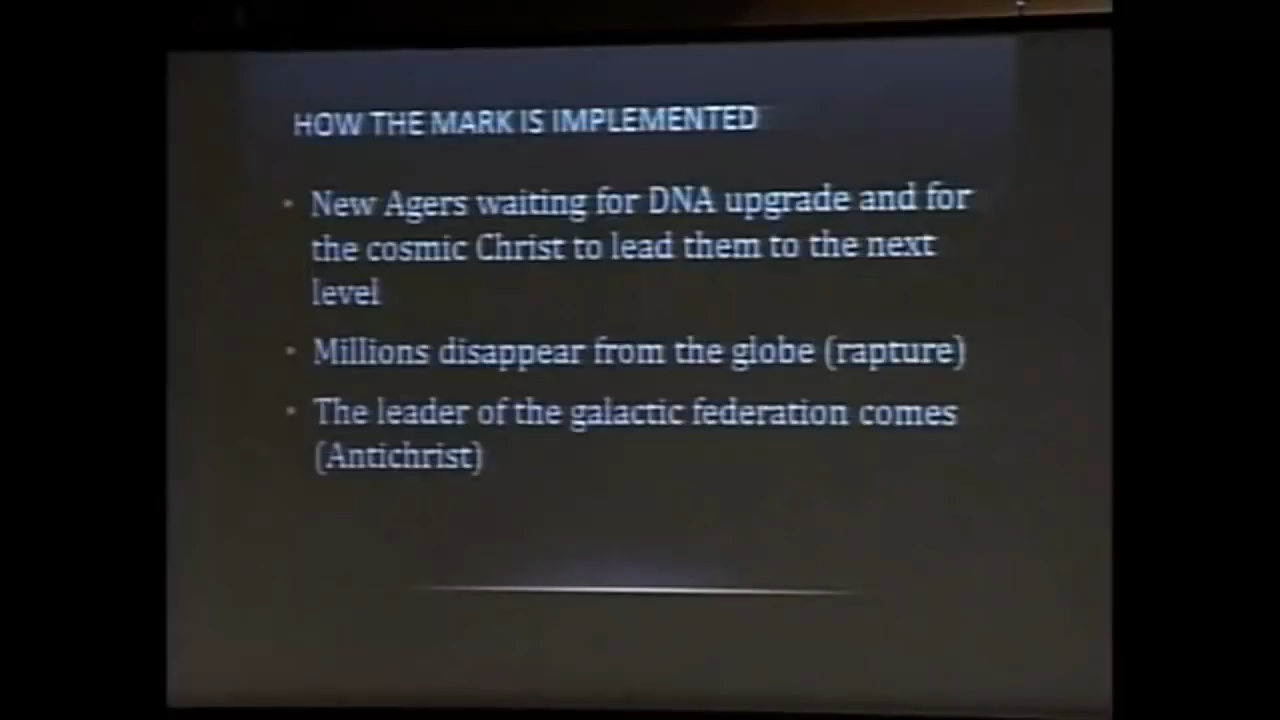 HOW THE MARK IS IMPLEMENTED
• New Agers waiting for DNA upgrade and for
the cosmic Christ to lead them to the next
level
• Millions disappear from the globe (rapture)
• The leader of the galactic federation comes
(Antichrist)